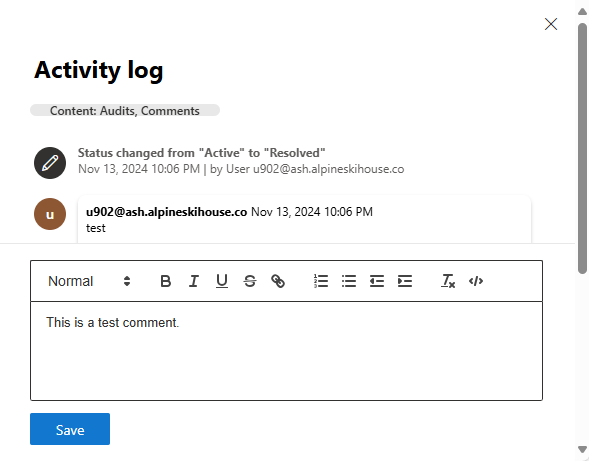 Activity log
Content: Audits, Comments
Status changed from "Active" to "Resolved"
Nov 13, 2024 10:06 PM | by User u902@ash.alpineskihouse.co
u
u902@ash.alpineskihouse.co Nov 13, 2024 10:06 PM
test
Normal B I U S
This is a test comment.
Save